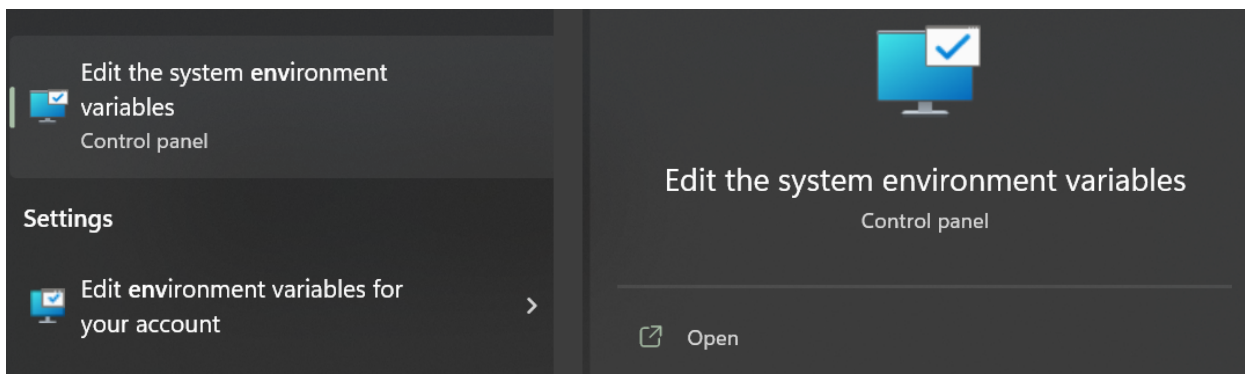 Edit the system environment
variables
Control panel
Settings
Edit environment variables for
your account
Edit the system environment variables
Control panel
Open